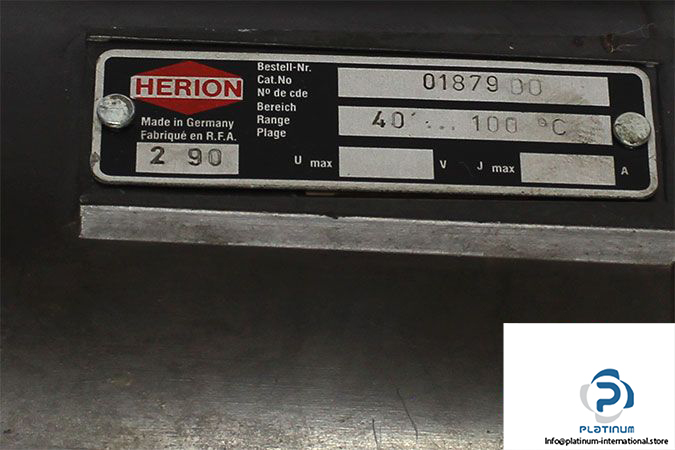 HERION
Made in Germany
Fabriqué en R.F.A.
2 90
Bestell-Nr.
Cat.No
N° de cde
01879 00
Bereich
Range
Plage
40 ... 100 °C
U max V J max A
PLATINUM
Info@platinum-international.store